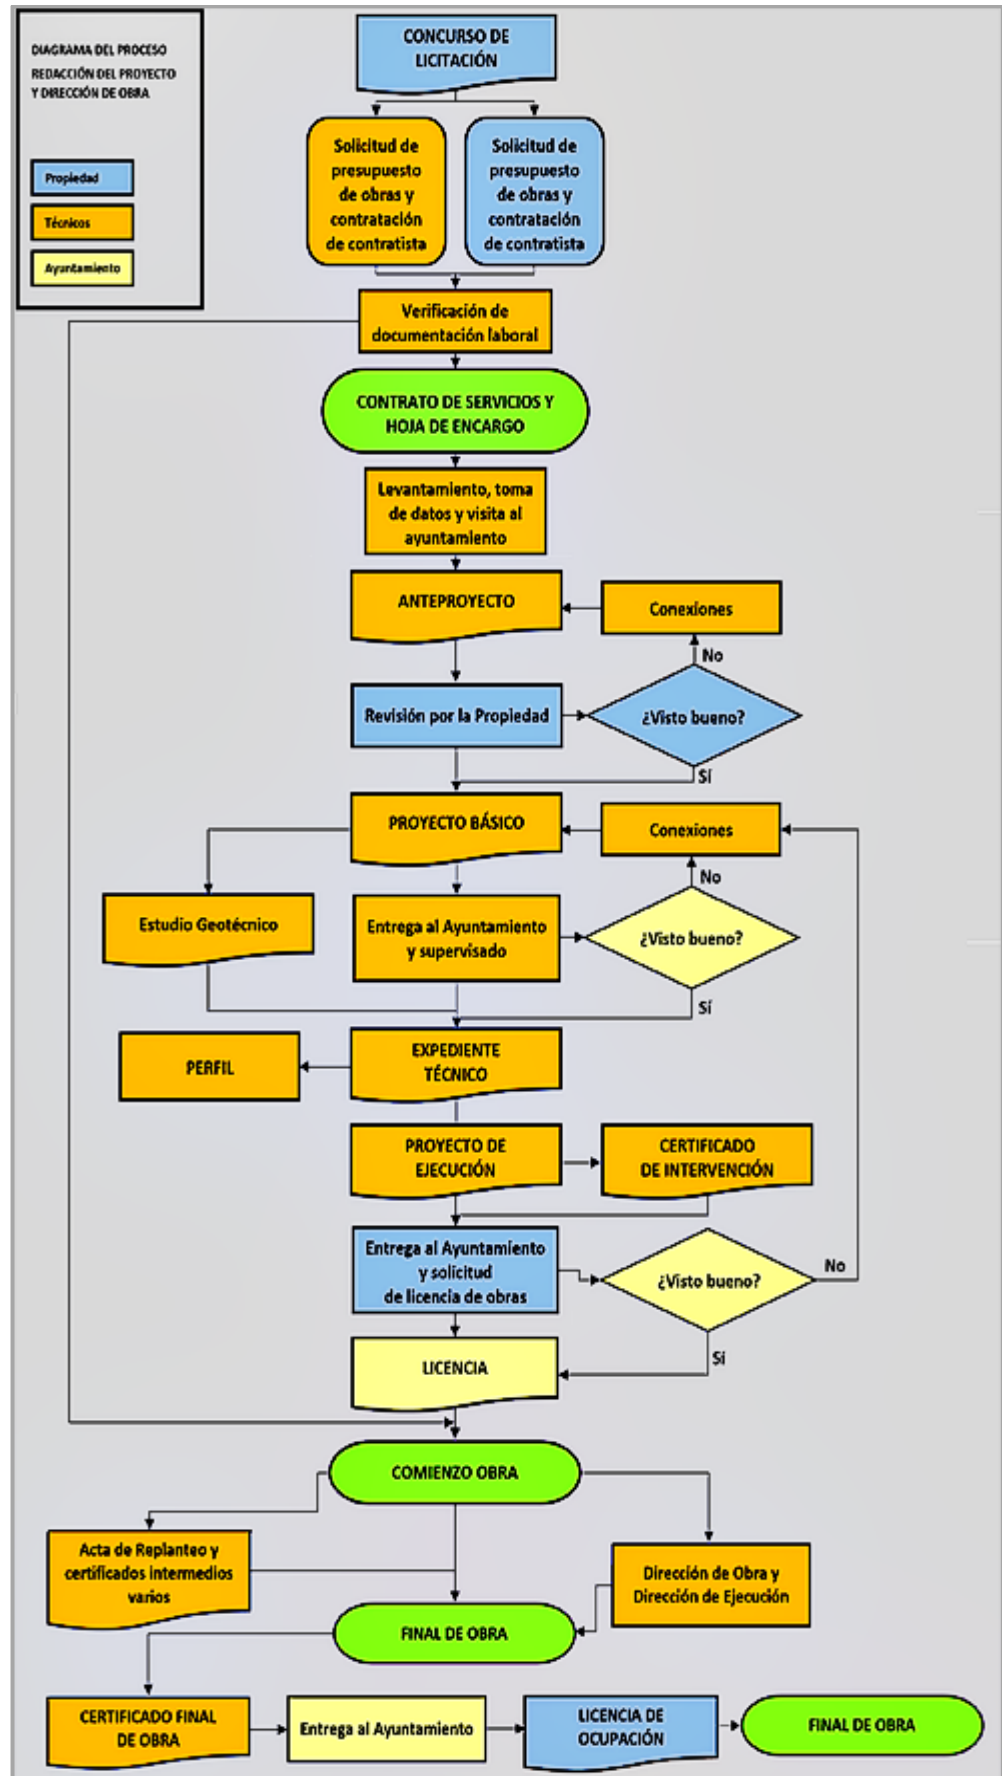 DIAGRAMA DEL PROCESO
REDACCIÓN DEL PROYECTO
Y DIRECCIÓN DE OBRA
Propiedad
Técnicos
Ayuntamiento
CONCURSO DE
LICITACIÓN
Solicitud de
presupuesto
de obras y
contratación
de contratista
Solicitud de
presupuesto
de obras y
contratación
de contratista
Verificación de
documentación laboral
CONTRATO DE SERVICIOS Y
HOJA DE ENCARGO
Levantamiento, toma
de datos y visita al
ayuntamiento
ANTEPROYECTO
Conexiones
No
Revisión por la Propiedad
¿Visto bueno?
Sí
PROYECTO BÁSICO
Conexiones
No
Estudio Geotécnico
Entrega al Ayuntamiento
y supervisado
¿Visto bueno?
Sí
PERFIL
EXPEDIENTE
TÉCNICO
PROYECTO DE
EJECUCIÓN
CERTIFICADO
DE INTERVENCIÓN
Entrega al Ayuntamiento
y solicitud
de licencia de obras
¿Visto bueno?
No
Sí
LICENCIA
COMIENZO OBRA
Acta de Replanteo y
certificados intermedios
varios
Dirección de Obra y
Dirección de Ejecución
FINAL DE OBRA
CERTIFICADO FINAL
DE OBRA
Entrega al Ayuntamiento
LICENCIA DE
OCUPACIÓN
FINAL DE OBRA